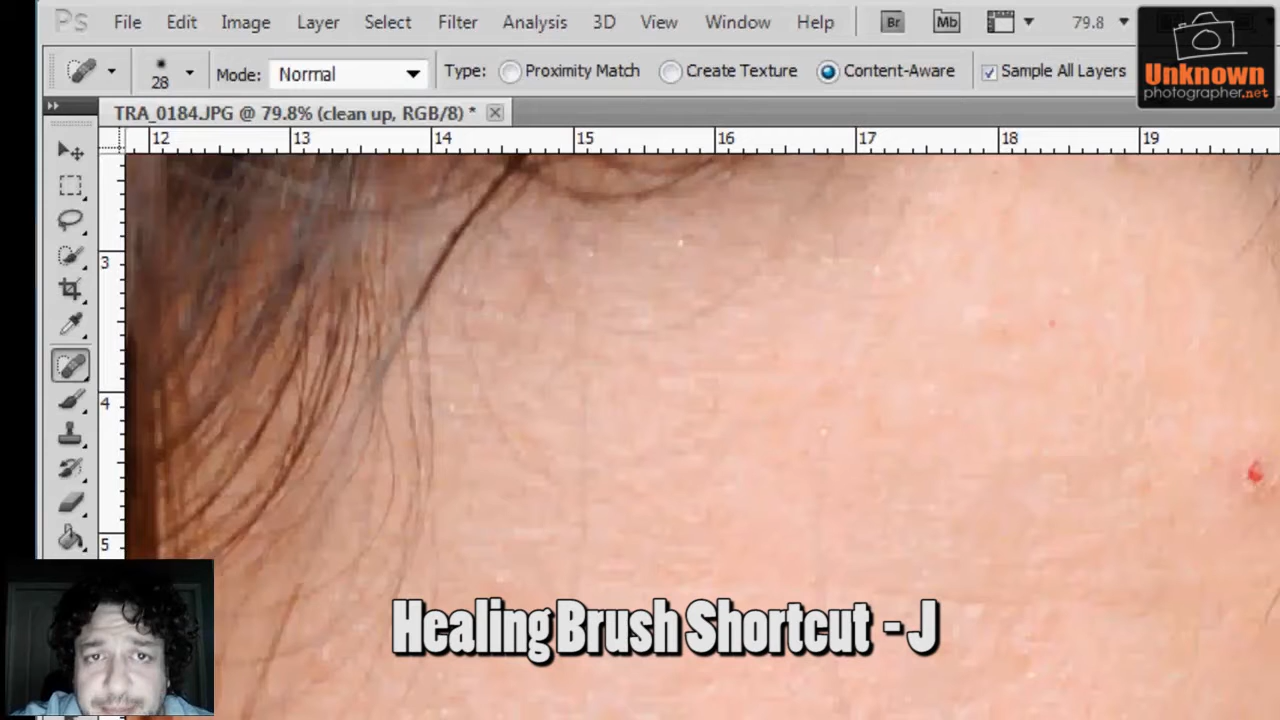 Ps File Edit Image Layer Select Filter Analysis 3D View Window Help Br Mb 79.8
28 Mode: Normal Type: Proximity Match Create Texture Content-Aware Sample All Layers
Unknown
photographer.net
TRA_0184.JPG @ 79.8% (clean up, RGB/8) *
12 13 14 15 16 17 18 19
3
4
5
Healing Brush Shortcut - J